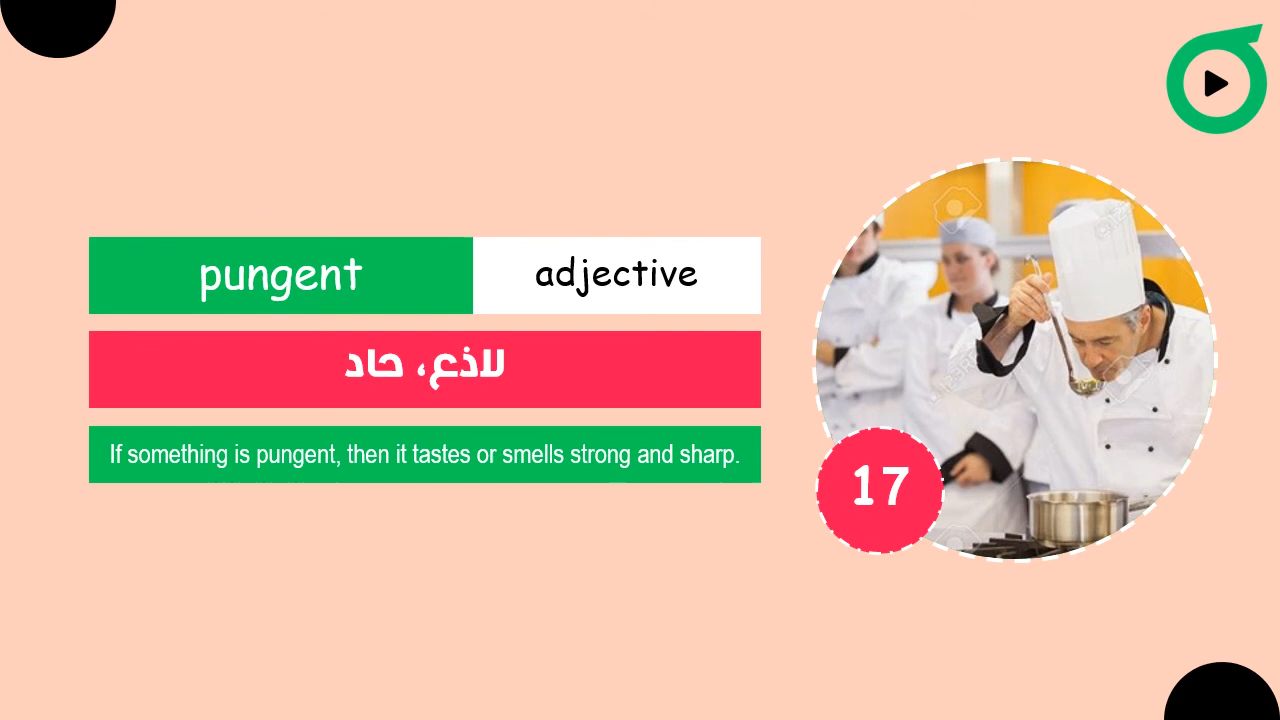 pungent
adjective
لاذع، حاد
If something is pungent, then it tastes or smells strong and sharp.
17